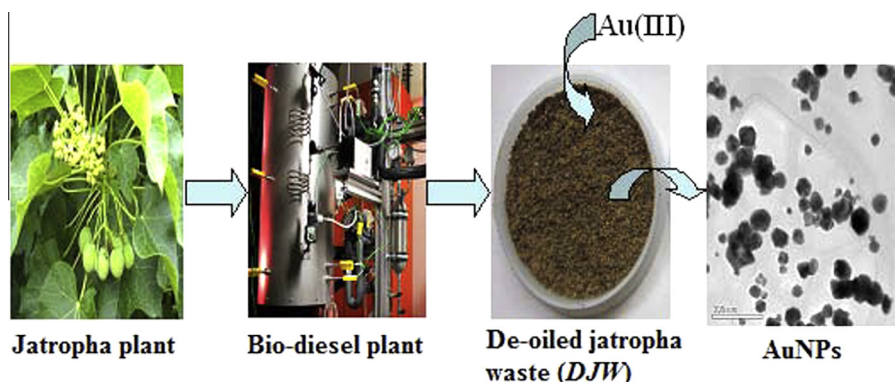 Au(III)
Jatropha plant
Bio-diesel plant
De-oiled jatropha
waste (DJW)
AuNPs